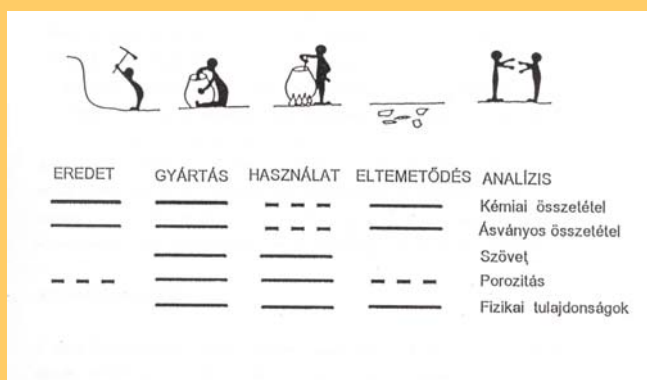 EREDET GYÁRTÁS HASZNÁLAT ELTEMETŐDÉS ANALÍZIS
Kémiai összetétel
Ásványos összetétel
Szövet
Porozitás
Fizikai tulajdonságok